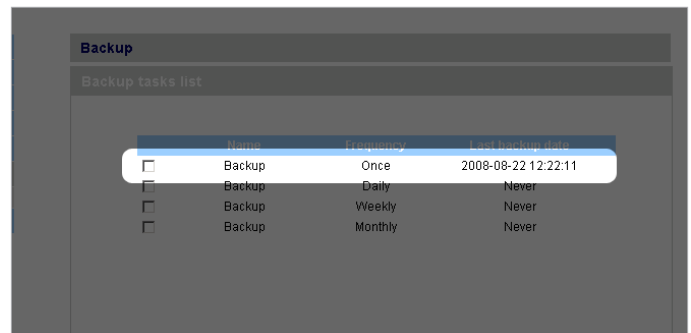 Backup
Backup tasks list
Name Frequency Last backup date
Backup Once 2008-08-22 12:22:11
Backup Daily Never
Backup Weekly Never
Backup Monthly Never